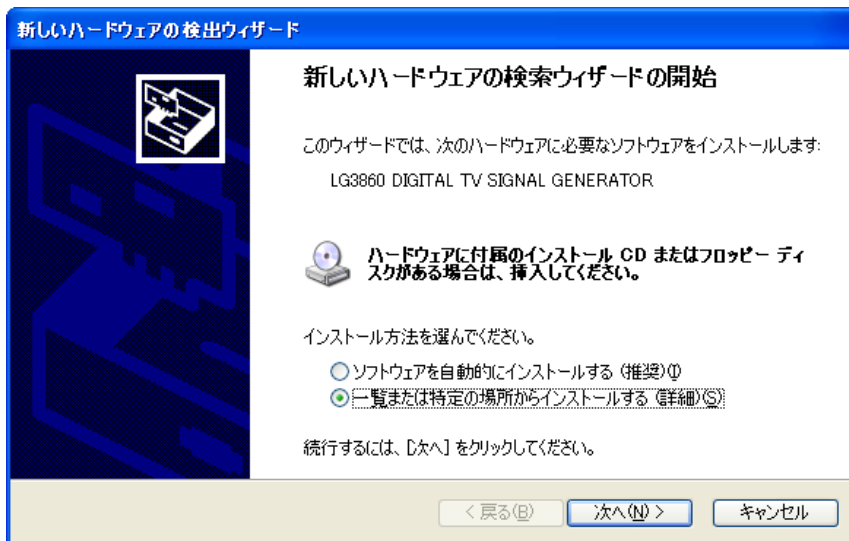 新しいハードウェアの検出ウィザード
新しいハードウェアの検索ウィザードの開始
このウィザードでは、次のハードウェアに必要なソフトウェアをインストールします:
LG3860 DIGITAL TV SIGNAL GENERATOR
ハードウェアに付属のインストール CD またはフロッピー ディ
スクがある場合は、挿入してください。
インストール方法を選んでください。
ソフトウェアを自動的にインストールする (推奨)(I)
一覧または特定の場所からインストールする (詳細)(S)
続行するには、[次へ] をクリックしてください。
< 戻る(B)
次へ(N) >
キャンセル